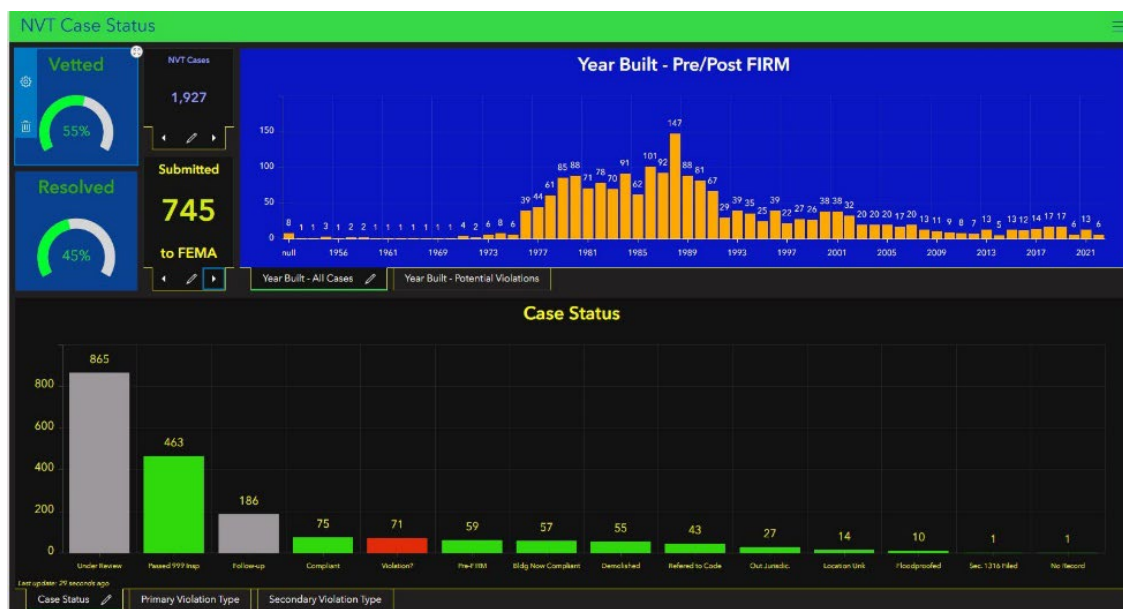 NVT Case Status
Vetted
55%
NVT Cases
1,927
Resolved
45%
Submitted
745
to FEMA
Year Built - Pre/Post FIRM
150
100
50
0
8 1 1 3 1 2 2 1 1 1 1 1 1 1 4 2 6 8 6 39 44 61 85 88 71 78 70 91 62 101 92 147 88 81 67 29 39 35 25 39 22 27 26 38 38 32 20 20 20 17 20 13 11 9 8 7 13 5 13 12 14 17 17 6 13 6
null 1956 1961 1969 1973 1977 1981 1985 1989 1993 1997 2001 2005 2009 2013 2017 2021
Year Built - All Cases
Year Built - Potential Violations
Case Status
800
600
400
200
0
865 463 186 75 71 59 57 55 43 27 14 10 1 1
Under Review Passed 999 Insp Follow-up Compliant Violation? Pre-FIRM Bldg Now Compliant Demolished Refered to Code Out Jurisdic. Location Unk Floodproofed Sec. 1316 Filed No Record
Last update: 29 seconds ago
Case Status
Primary Violation Type
Secondary Violation Type